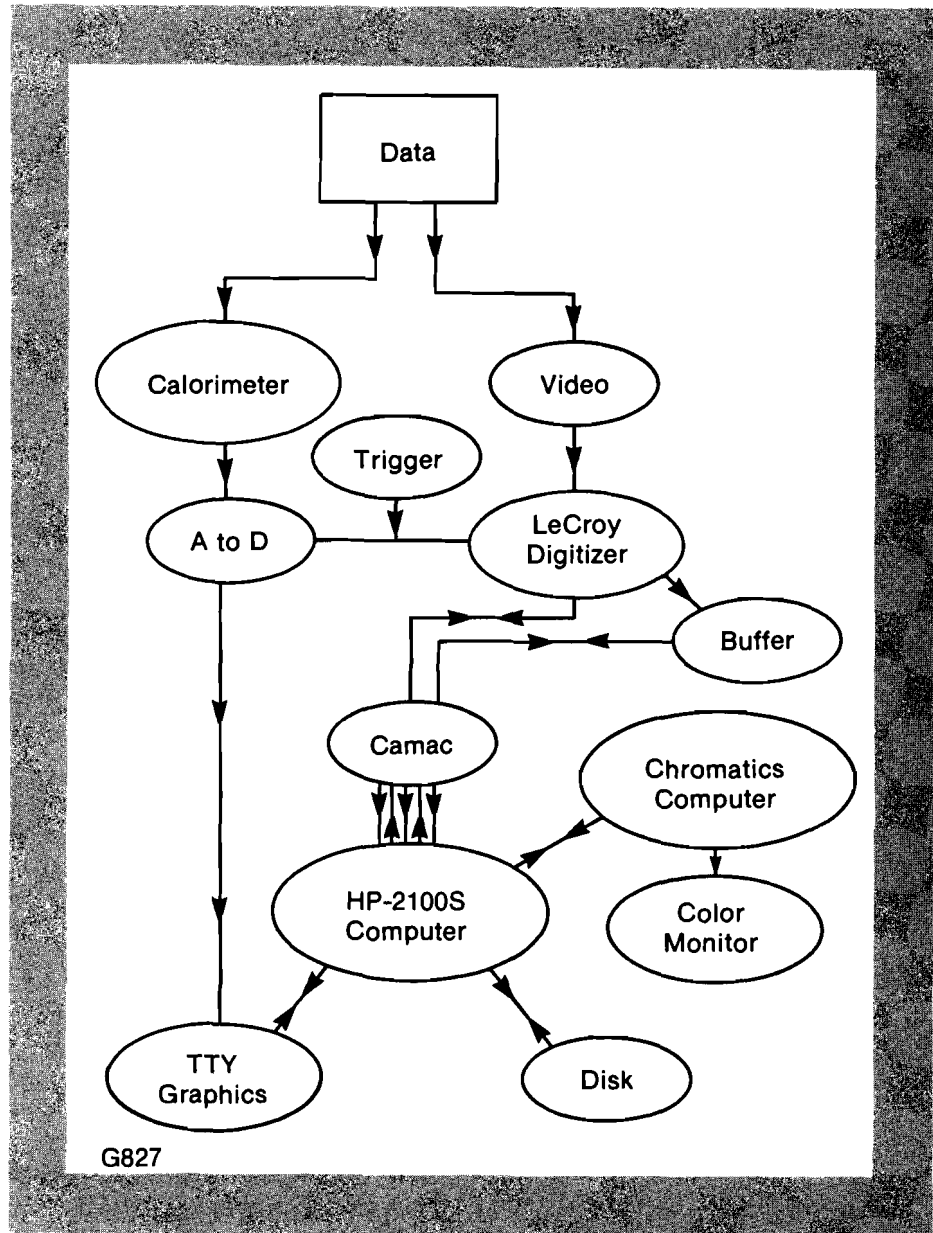 Data
Calorimeter
Video
Trigger
A to D
LeCroy
Digitizer
Buffer
Camac
Chromatics
Computer
HP-2100S
Computer
Color
Monitor
TTY
Graphics
Disk
G827